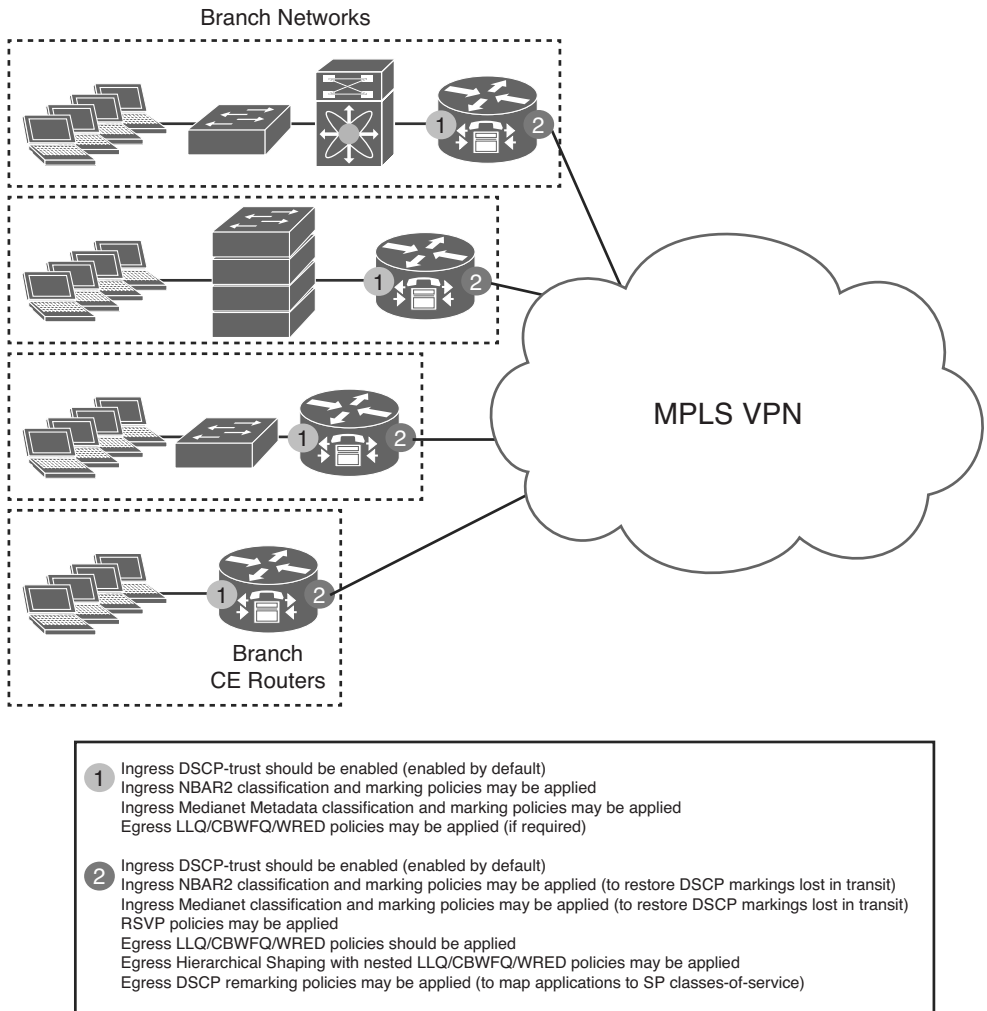 Branch Networks
1
2
1
2
MPLS VPN
1
2
1
2
Branch
CE Routers
1
Ingress DSCP-trust should be enabled (enabled by default)
Ingress NBAR2 classification and marking policies may be applied
Ingress Medianet Metadata classification and marking policies may be applied
Egress LLQ/CBWFQ/WRED policies may be applied (if required)
2
Ingress DSCP-trust should be enabled (enabled by default)
Ingress NBAR2 classification and marking policies may be applied (to restore DSCP markings lost in transit)
Ingress Medianet classification and marking policies may be applied (to restore DSCP markings lost in transit)
RSVP policies may be applied
Egress LLQ/CBWFQ/WRED policies should be applied
Egress Hierarchical Shaping with nested LLQ/CBWFQ/WRED policies may be applied
Egress DSCP remarking policies may be applied (to map applications to SP classes-of-service)